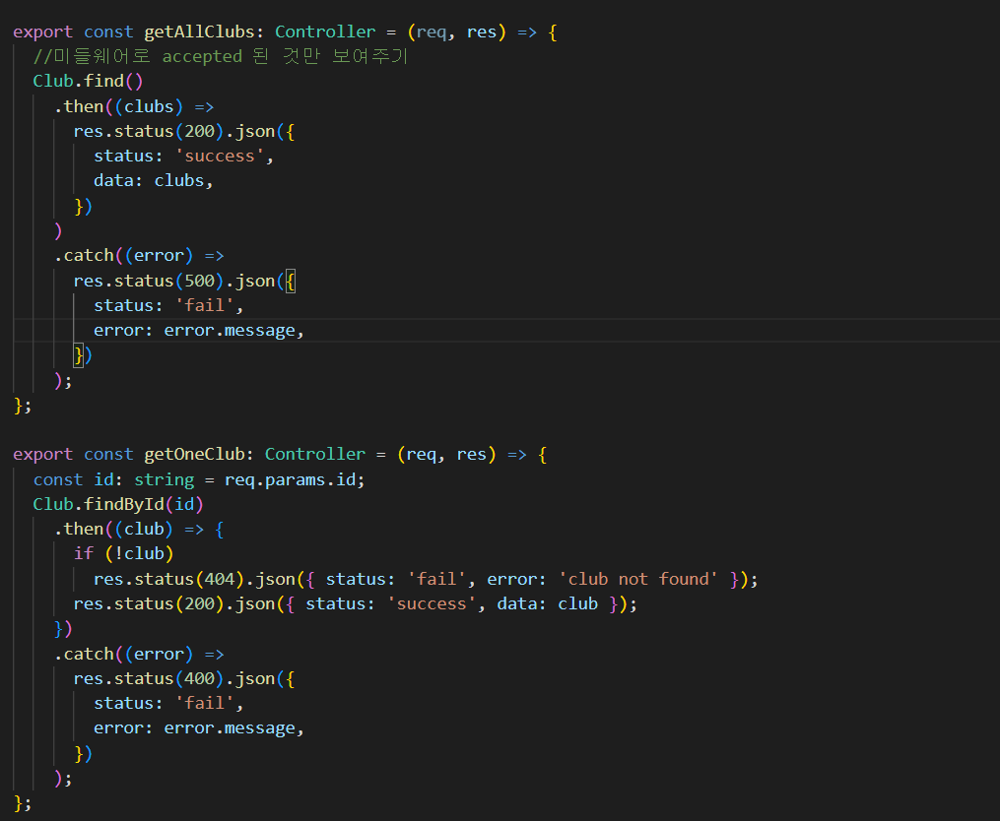 export const getAllClubs: Controller = (req, res) => {
  //미들웨어로 accepted 된 것만 보여주기
  Club.find()
    .then((clubs) =>
      res.status(200).json({
        status: 'success',
        data: clubs,
      })
    )
    .catch((error) =>
      res.status(500).json({
        status: 'fail',
        error: error.message,
      })
    );
};

export const getOneClub: Controller = (req, res) => {
  const id: string = req.params.id;
  Club.findById(id)
    .then((club) => {
      if (!club)
        res.status(404).json({ status: 'fail', error: 'club not found' });
      res.status(200).json({ status: 'success', data: club });
    })
    .catch((error) =>
      res.status(400).json({
        status: 'fail',
        error: error.message,
      })
    );
};